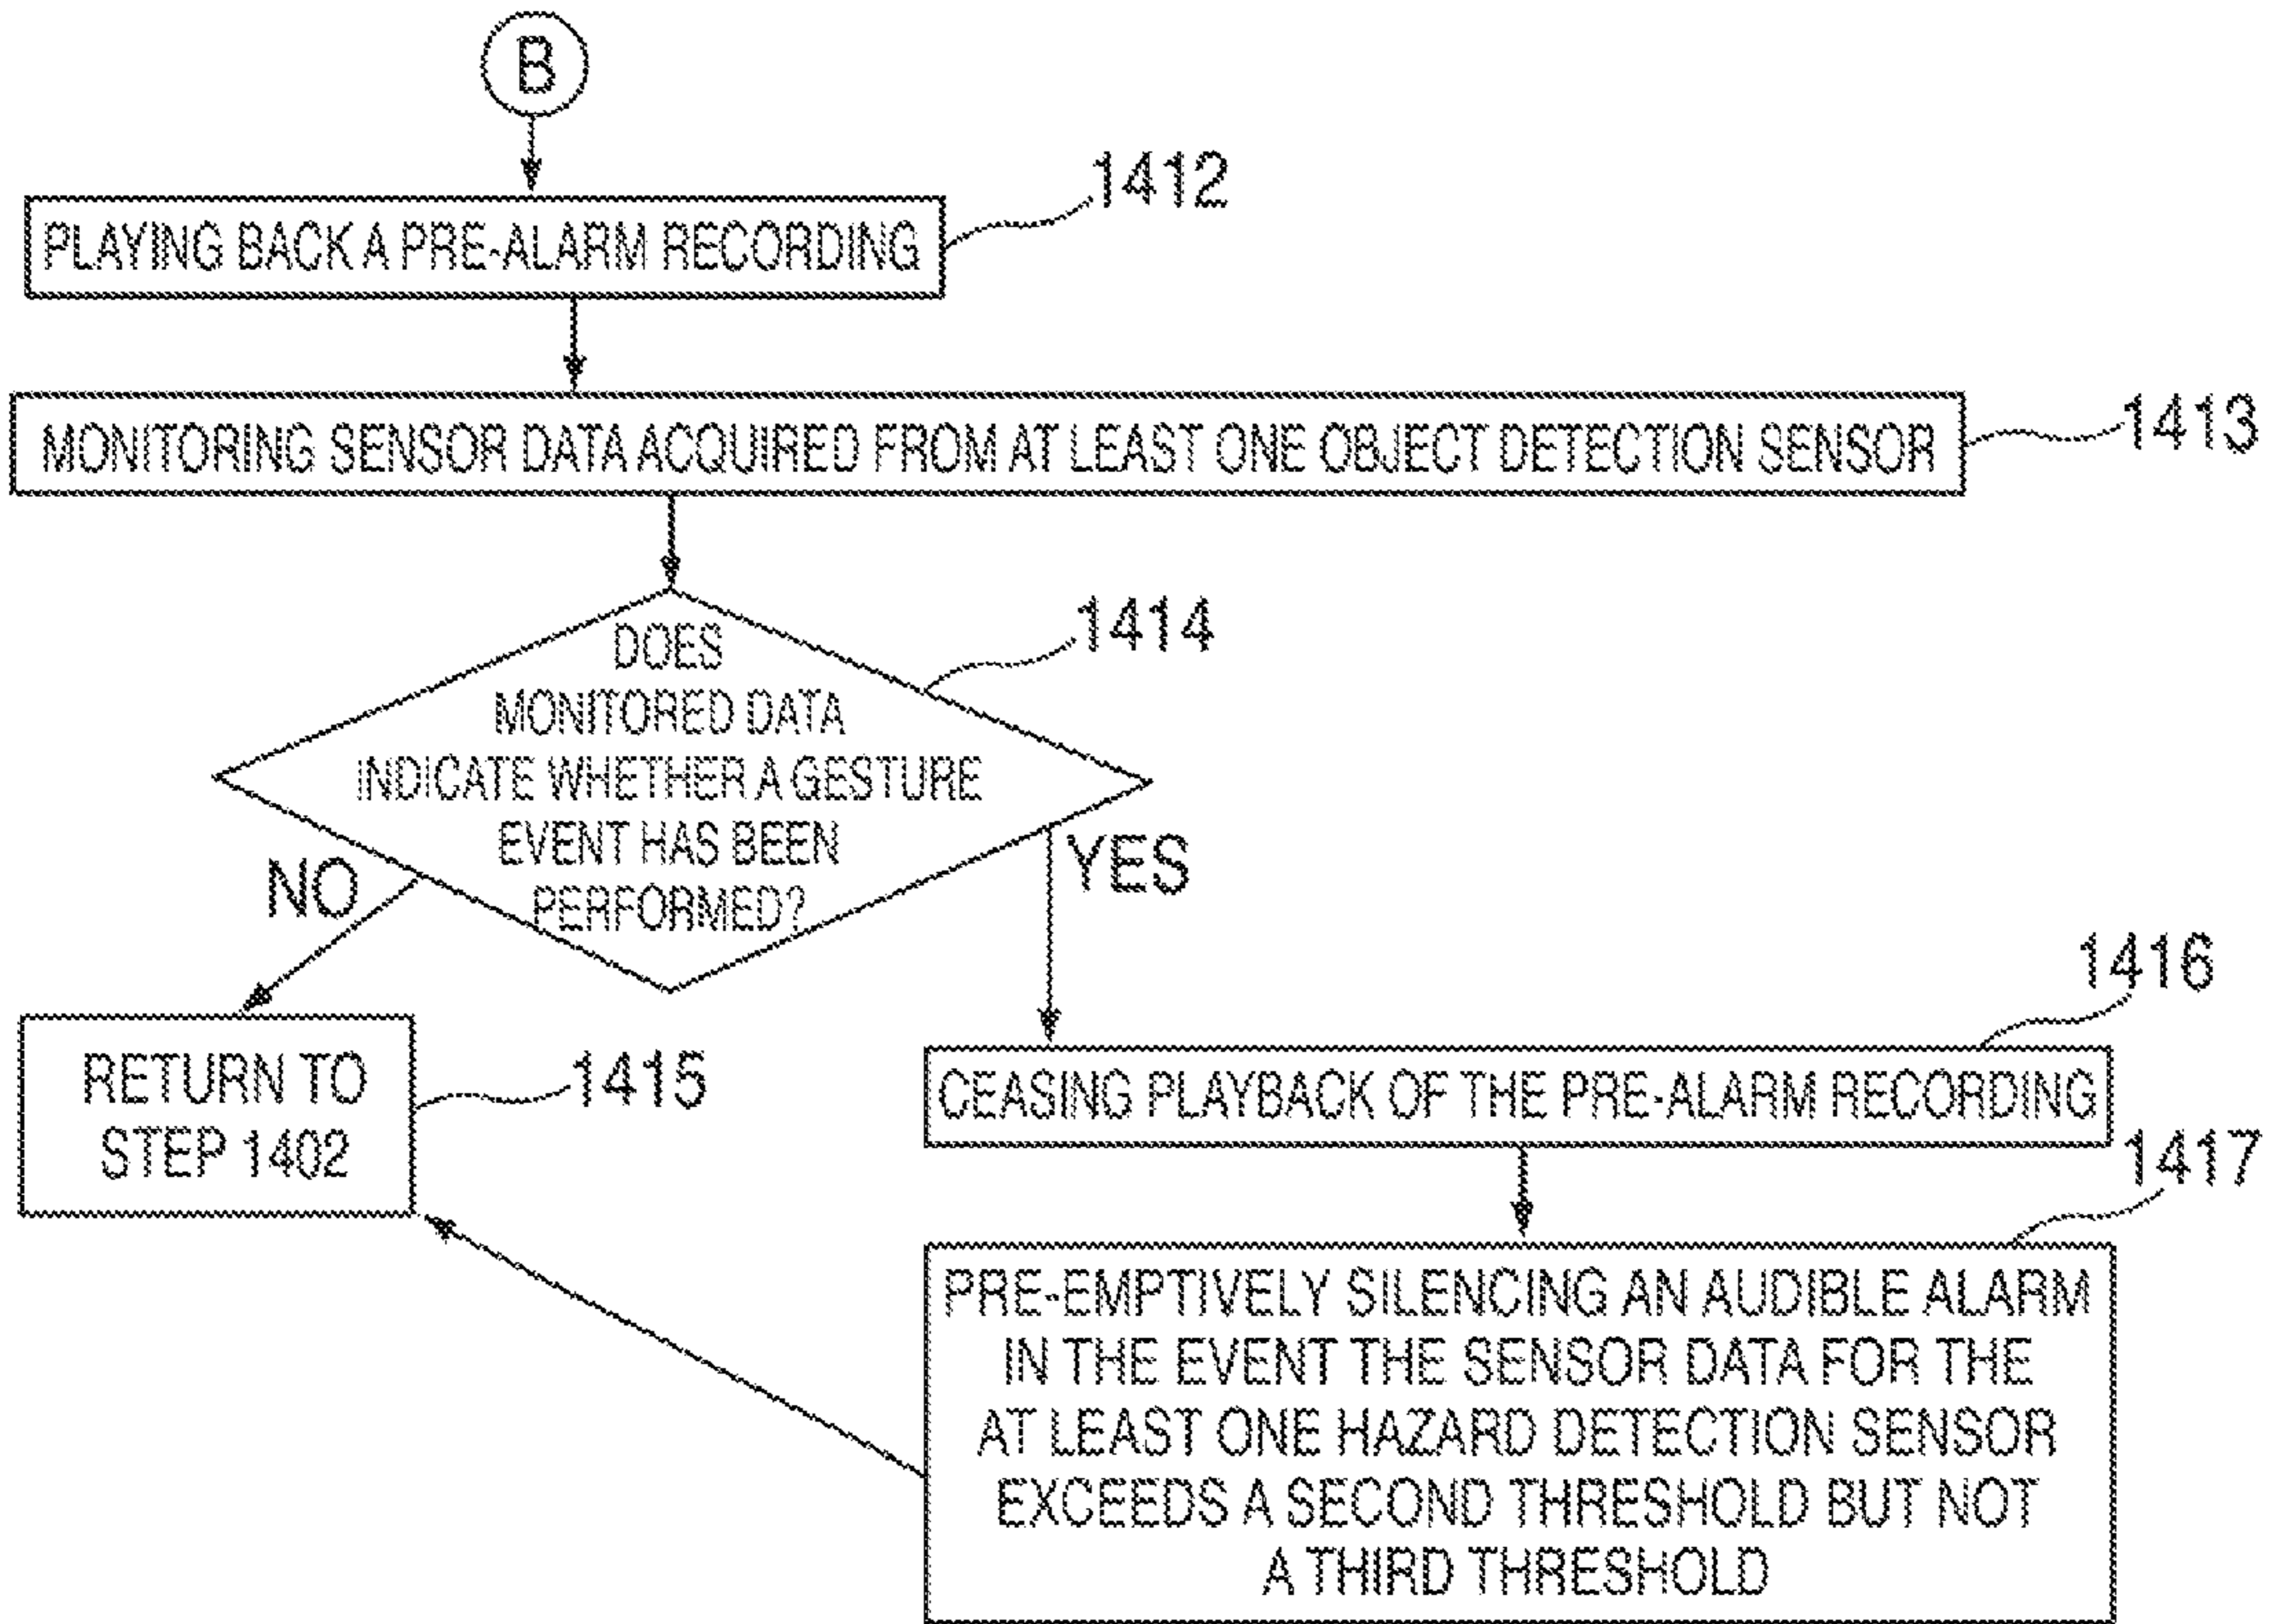 B
1412
PLAYING BACK A PRE-ALARM RECORDING
1413
MONITORING SENSOR DATA ACQUIRED FROM AT LEAST ONE OBJECT DETECTION SENSOR
1414
DOES
MONITORED DATA
INDICATE WHETHER A GESTURE
EVENT HAS BEEN
PERFORMED?
NO
YES
RETURN TO
STEP 1402
1415
1416
CEASING PLAYBACK OF THE PRE-ALARM RECORDING
1417
PRE-EMPTIVELY SILENCING AN AUDIBLE ALARM
IN THE EVENT THE SENSOR DATA FOR THE
AT LEAST ONE HAZARD DETECTION SENSOR
EXCEEDS A SECOND THRESHOLD BUT NOT
A THIRD THRESHOLD